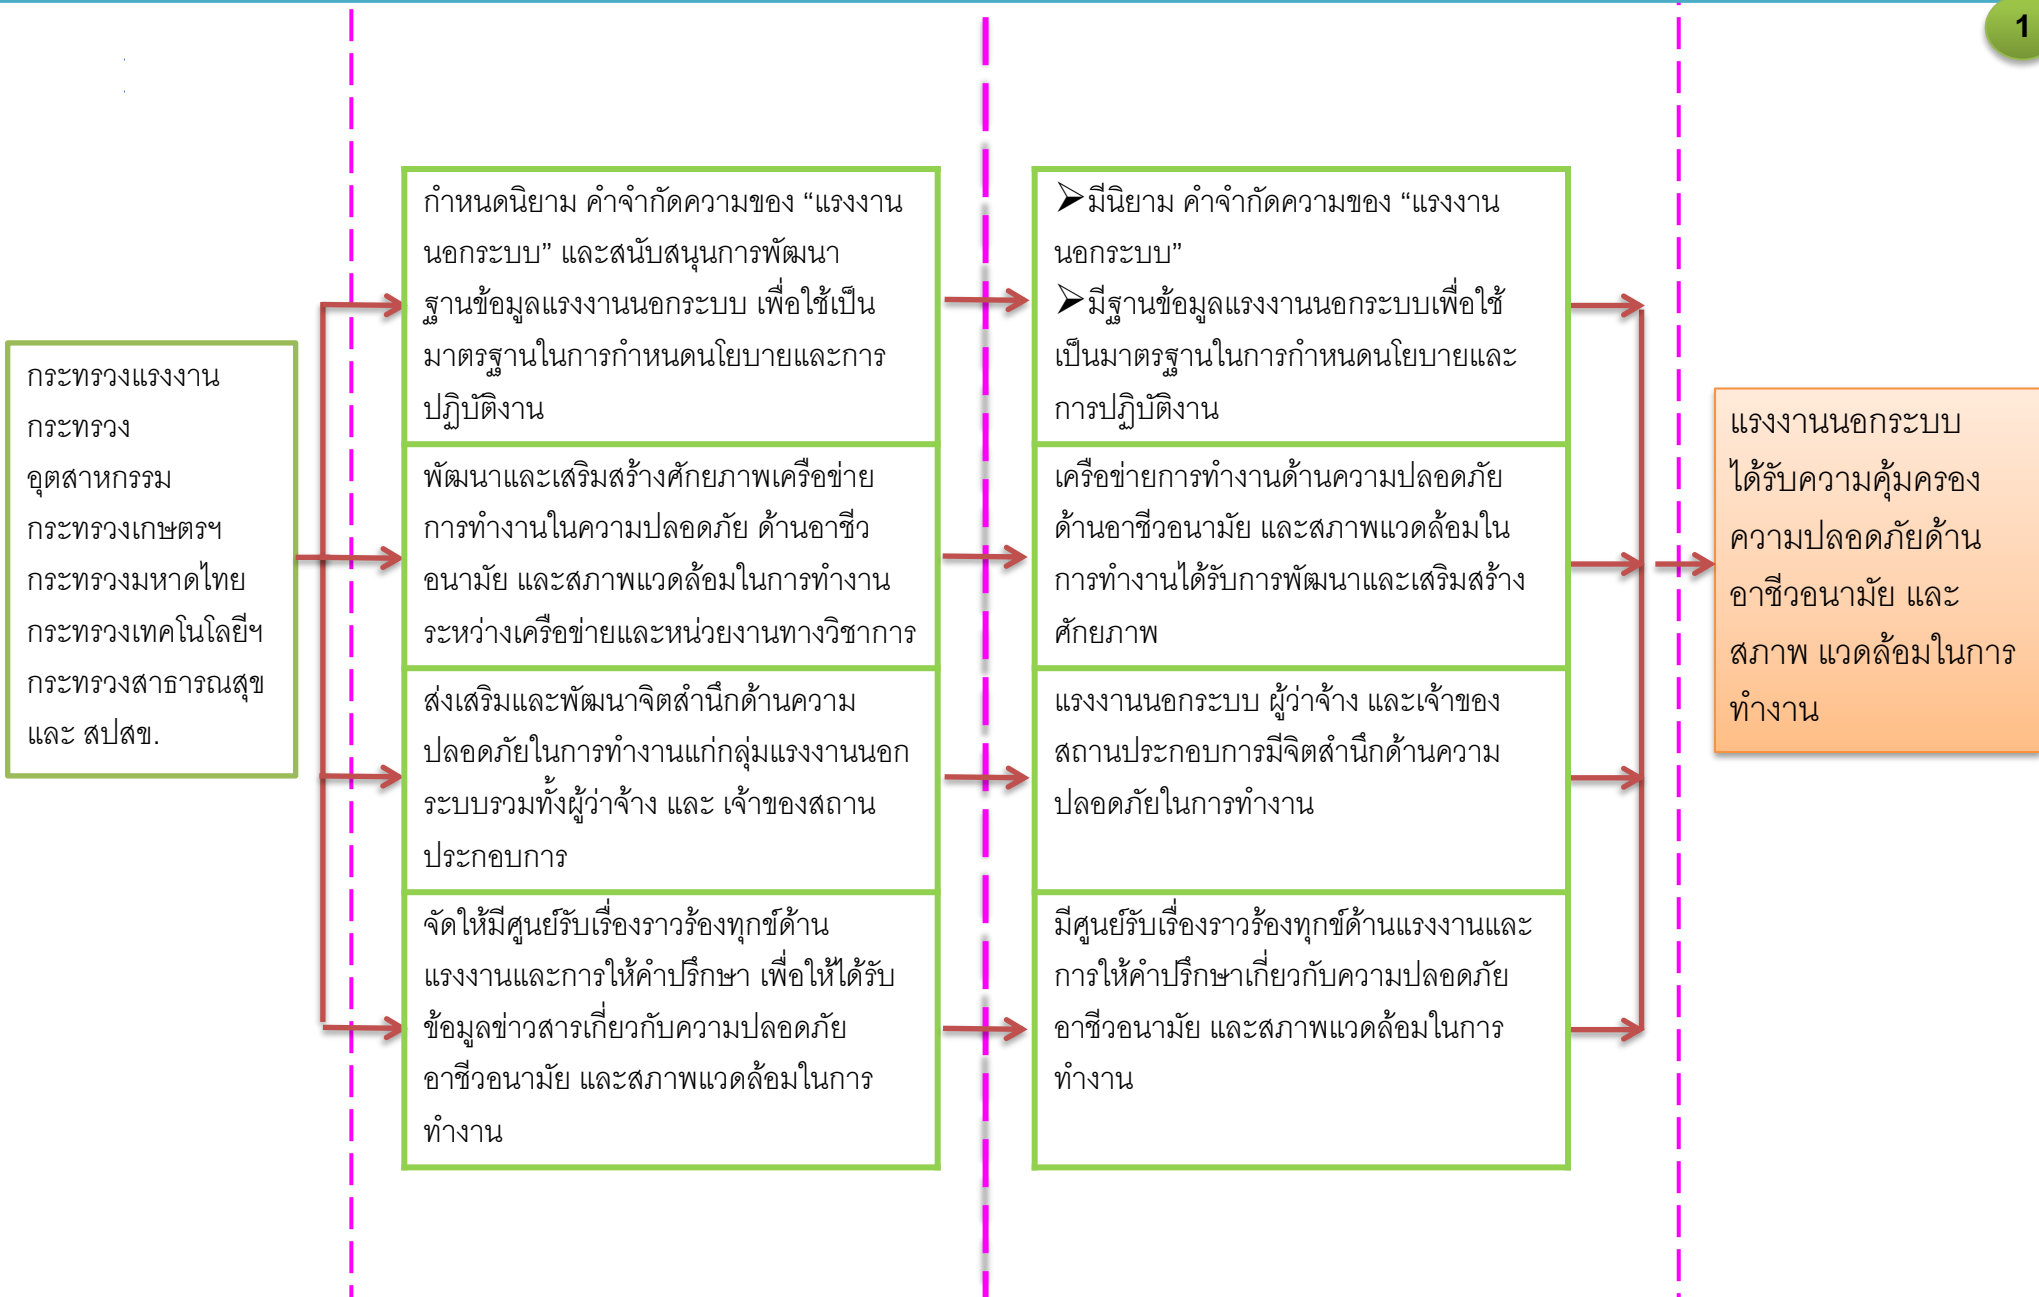 1
กระทรวงแรงงาน
กระทรวง
อุตสาหกรรม
กระทรวงเกษตรฯ
กระทรวงมหาดไทย
กระทรวงเทคโนโลยีฯ
กระทรวงสาธารณสุข
และ สปสช.
กำหนดนิยาม คำจำกัดความของ “แรงงาน
นอกระบบ” และสนับสนุนการพัฒนา
ฐานข้อมูลแรงงานนอกระบบ เพื่อใช้เป็น
มาตรฐานในการกำหนดนโยบายและการ
ปฏิบัติงาน
พัฒนาและเสริมสร้างศักยภาพเครือข่าย
การทำงานในความปลอดภัย ด้านอาชีว
อนามัย และสภาพแวดล้อมในการทำงาน
ระหว่างเครือข่ายและหน่วยงานทางวิชาการ
ส่งเสริมและพัฒนาจิตสำนึกด้านความ
ปลอดภัยในการทำงานแก่กลุ่มแรงงานนอก
ระบบรวมทั้งผู้ว่าจ้าง และ เจ้าของสถาน
ประกอบการ
จัดให้มีศูนย์รับเรื่องราวร้องทุกข์ด้าน
แรงงานและการให้คำปรึกษา เพื่อให้ได้รับ
ข้อมูลข่าวสารเกี่ยวกับความปลอดภัย
อาชีวอนามัย และสภาพแวดล้อมในการ
ทำงาน
➢มีนิยาม คำจำกัดความของ “แรงงาน
นอกระบบ”
➢มีฐานข้อมูลแรงงานนอกระบบเพื่อใช้
เป็นมาตรฐานในการกำหนดนโยบายและ
การปฏิบัติงาน
เครือข่ายการทำงานด้านความปลอดภัย
ด้านอาชีวอนามัย และสภาพแวดล้อมใน
การทำงานได้รับการพัฒนาและเสริมสร้าง
ศักยภาพ
แรงงานนอกระบบ ผู้ว่าจ้าง และเจ้าของ
สถานประกอบการมีจิตสำนึกด้านความ
ปลอดภัยในการทำงาน
มีศูนย์รับเรื่องราวร้องทุกข์ด้านแรงงานและ
การให้คำปรึกษาเกี่ยวกับความปลอดภัย
อาชีวอนามัย และสภาพแวดล้อมในการ
ทำงาน
แรงงานนอกระบบ
ได้รับความคุ้มครอง
ความปลอดภัยด้าน
อาชีวอนามัย และ
สภาพ แวดล้อมในการ
ทำงาน